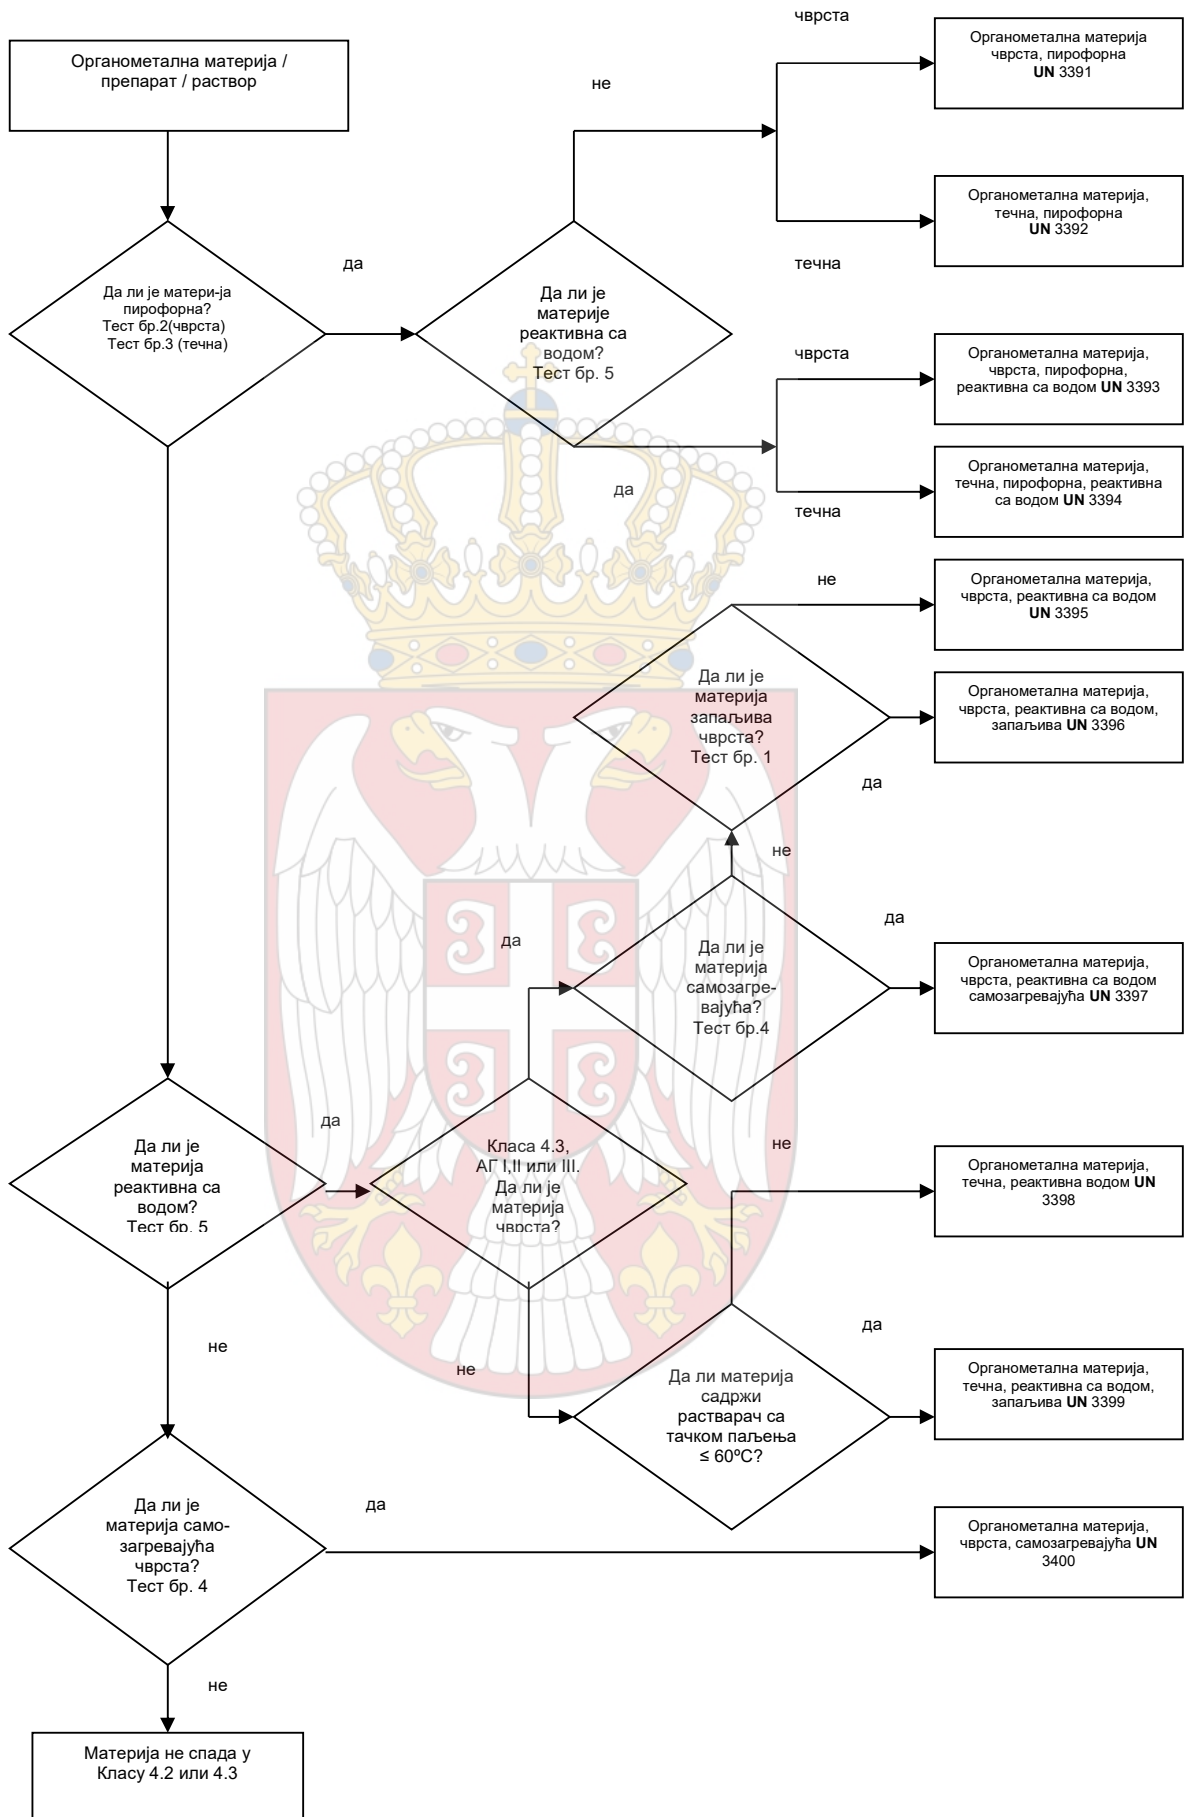 чврста
Органометална материја
чврста, пирофорна
UN 3391
Органометална материја /
препарат / раствор
не
Органометална материја,
течна, пирофорна
UN 3392
да
течна
Да ли је матери-ја
пирофорна?
Тест бр.2(чврста)
Тест бр.3 (течна)
Да ли је
материје
реактивна са
водом?
Тест бр. 5
чврста
Органометална материја,
чврста, пирофорна,
реактивна са водом UN 3393
да
Органометална материја,
течна, пирофорна, реактивна
са водом UN 3394
течна
не
Органометална материја,
чврста, реактивна са водом
UN 3395
Да ли је
материја
запаљива
чврста?
Тест бр. 1
Органометална материја,
чврста, реактивна са водом,
запаљива UN 3396
да
не
да
да
Да ли је
материја
самозагре-
вајућа?
Тест бр.4
Органометална материја,
чврста, реактивна са водом
самозагревајућа UN 3397
да
Да ли је
материја
реактивна са
водом?
Тест бр. 5
Класа 4.3,
АГ I,II или III.
Да ли је
материја
чврста?
не
Органометална материја,
течна, реактивна водом UN
3398
не
не
да
Да ли материја
садржи
растварач са
тачком паљења
≤ 60ºC?
Органометална материја,
течна, реактивна са водом,
запаљива UN 3399
Да ли је
материја само-
загревајућа
чврста?
Тест бр. 4
да
Органометална материја,
чврста, самозагревајућа UN
3400
не
Материја не спада у
Класу 4.2 или 4.3